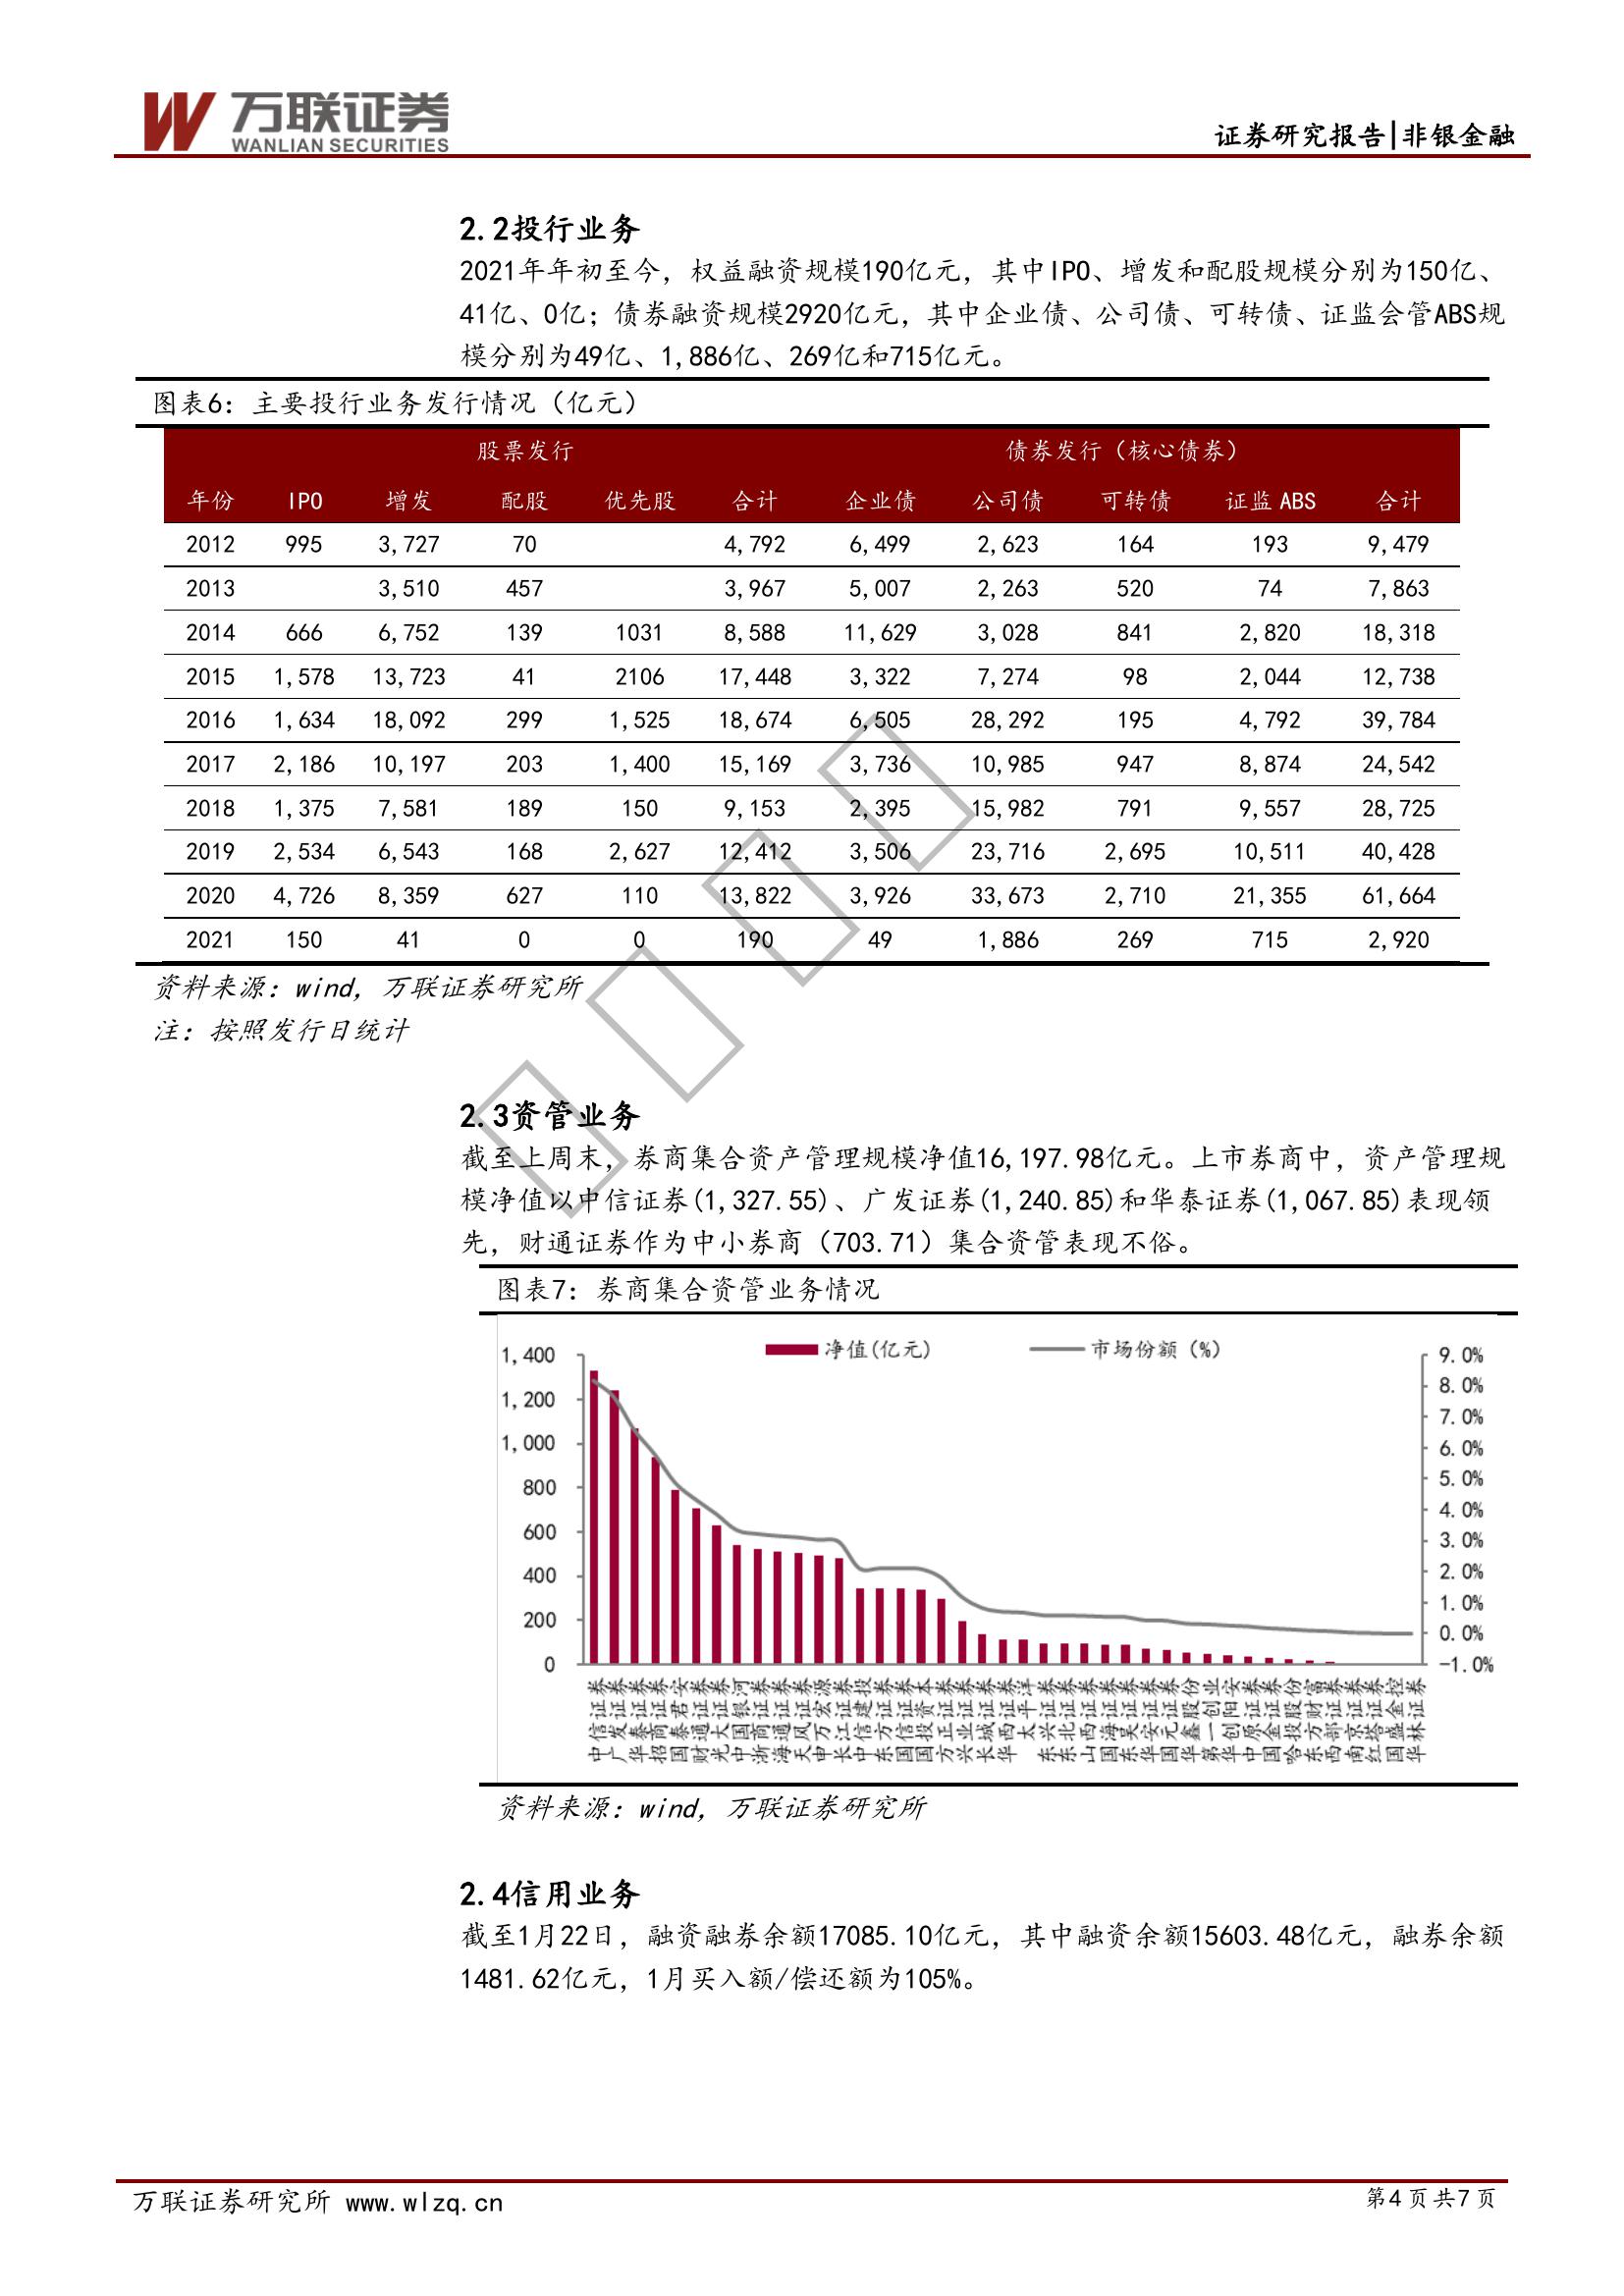 万联证券
WANLIAN SECURITIES
证券研究报告|非银金融
2.2投行业务
2021年年初至今，权益融资规模190亿元，其中IPO、增发和配股规模分别为150亿、
41亿、0亿；债券融资规模2920亿元，其中企业债、公司债、可转债、证监会管ABS规
模分别为49亿、1,886亿、269亿和715亿元。
图表6：主要投行业务发行情况（亿元）
股票发行 债券发行（核心债券）
年份 IPO 增发 配股 优先股 合计 企业债 公司债 可转债 证监 ABS 合计
2012 995 3,727 70 4,792 6,499 2,623 164 193 9,479
2013 3,510 457 3,967 5,007 2,263 520 74 7,863
2014 666 6,752 139 1031 8,588 11,629 3,028 841 2,820 18,318
2015 1,578 13,723 41 2106 17,448 3,322 7,274 98 2,044 12,738
2016 1,634 18,092 299 1,525 18,674 6,505 28,292 195 4,792 39,784
2017 2,186 10,197 203 1,400 15,169 3,736 10,985 947 8,874 24,542
2018 1,375 7,581 189 150 9,153 2,395 15,982 791 9,557 28,725
2019 2,534 6,543 168 2,627 12,412 3,506 23,716 2,695 10,511 40,428
2020 4,726 8,359 627 110 13,822 3,926 33,673 2,710 21,355 61,664
2021 150 41 0 0 190 49 1,886 269 715 2,920
资料来源：wind，万联证券研究所
注：按照发行日统计
2.3资管业务
截至上周末，券商集合资产管理规模净值16,197.98亿元。上市券商中，资产管理规
模净值以中信证券(1,327.55)、广发证券(1,240.85)和华泰证券(1,067.85)表现领
先，财通证券作为中小券商（703.71）集合资管表现不俗。
图表7：券商集合资管业务情况
净值(亿元) 市场份额（%）
1,400 9.0%
8.0%
1,200
7.0%
1,000 6.0%
800 5.0%
4.0%
600 3.0%
400 2.0%
1.0%
200
0.0%
0 -1.0%
中信证券 广发证券 华泰证券 招商证券 国泰君安 财通证券 光大证券 中国银河 浙商证券 海通证券 天风证券 申万宏源 长江证券 中信建投 东方证券 国信证券 国投资本 方正证券 兴业证券 长城证券 华西证券 太平洋 东兴证券 东北证券 山西证券 国海证券 东吴证券 华安证券 国元证券 华鑫股份 第一创业 华创阳安 中原证券 国金证券 哈投股份 东方财富 西部证券 南京证券 红塔证券 国盛金控 华林证券
资料来源：wind，万联证券研究所
2.4信用业务
截至1月22日，融资融券余额17085.10亿元，其中融资余额15603.48亿元，融券余额
1481.62亿元，1月买入额/偿还额为105%。
万联证券研究所 www.wlzq.cn
第4页共7页